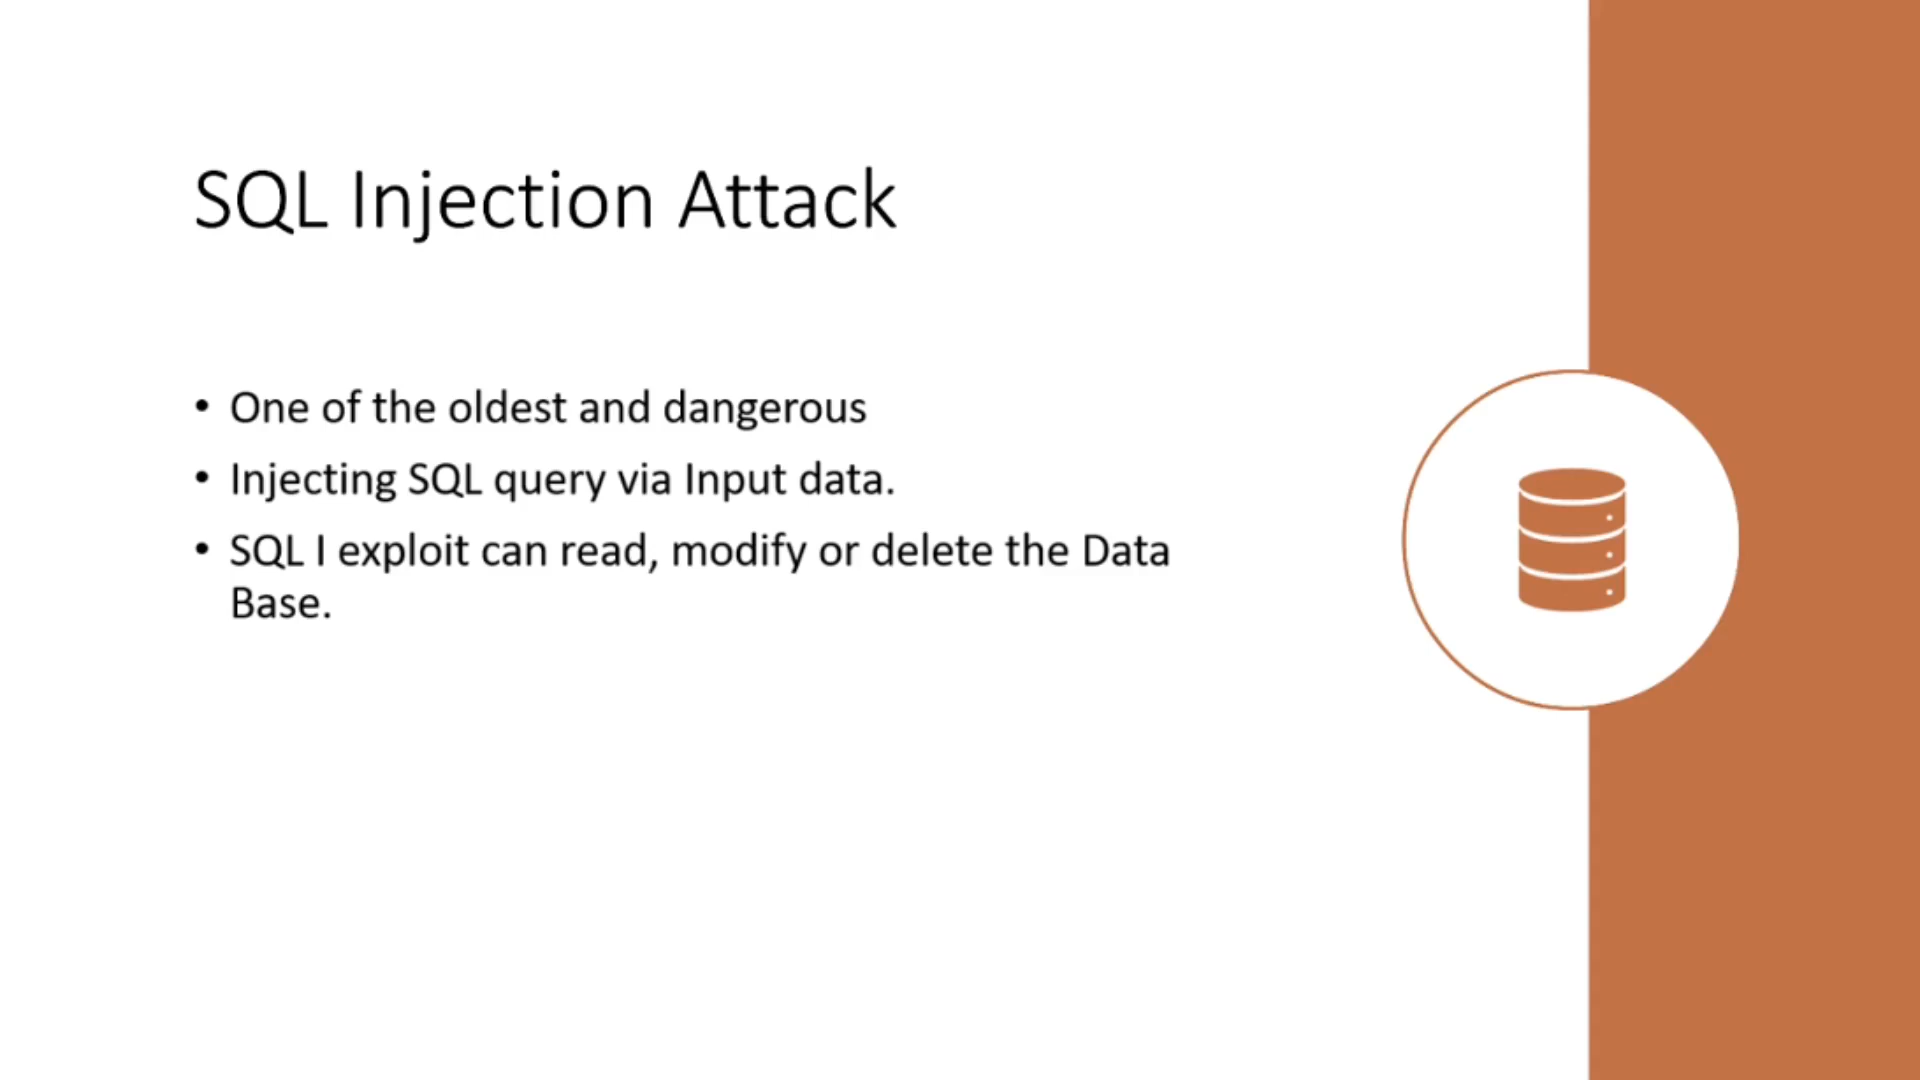 SQL Injection Attack
• One of the oldest and dangerous
• Injecting SQL query via Input data.
• SQL I exploit can read, modify or delete the Data
Base.